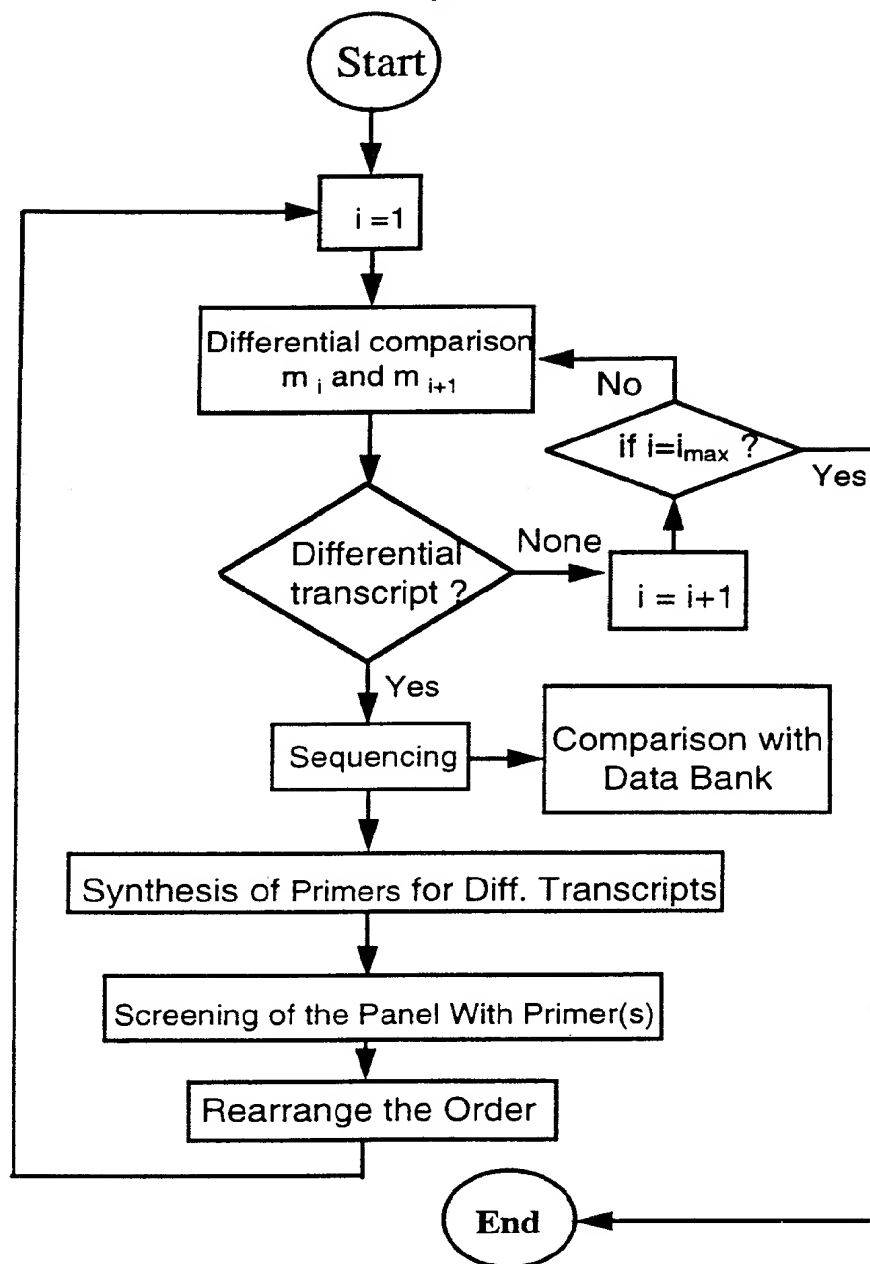 Start
i =1
Differential comparison
m i and m i+1
No
if i=imax ?
Yes
Differential
transcript ?
None
i = i+1
Yes
Sequencing
Comparison with
Data Bank
Synthesis of Primers for Diff. Transcripts
Screening of the Panel With Primer(s)
Rearrange the Order
End